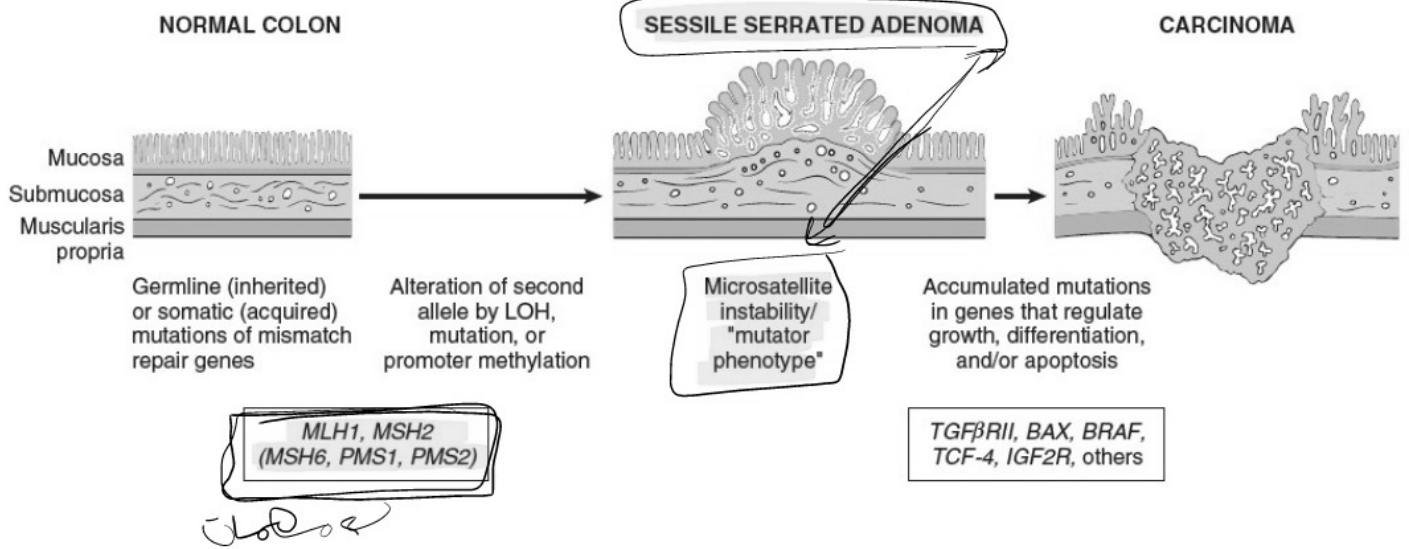 NORMAL COLON
SESSILE SERRATED ADENOMA
CARCINOMA
Mucosa
Submucosa
Muscularis
propria
Germline (inherited)
or somatic (acquired)
mutations of mismatch
repair genes
Alteration of second
allele by LOH,
mutation, or
promoter methylation
Microsatellite
instability/
"mutator
phenotype"
Accumulated mutations
in genes that regulate
growth, differentiation,
and/or apoptosis
MLH1, MSH2
(MSH6, PMS1, PMS2)
TGFβRII, BAX, BRAF,
TCF-4, IGF2R, others